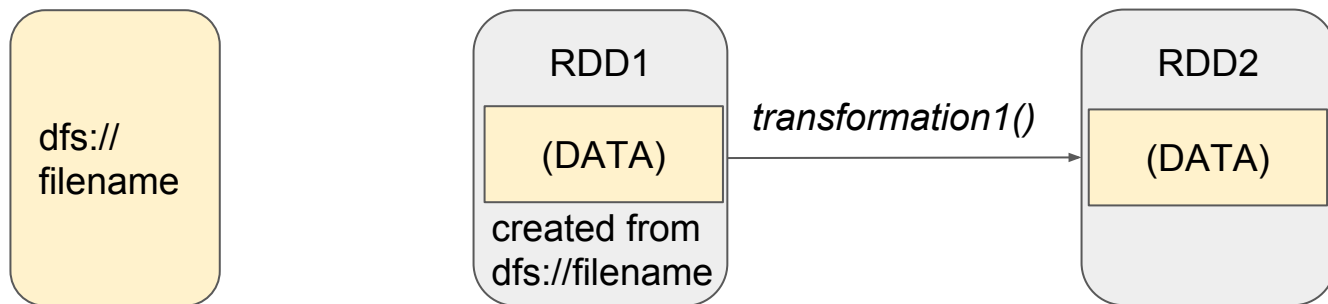 dfs://
filename
RDD1
(DATA)
created from
dfs://filename
transformation1()
RDD2
(DATA)